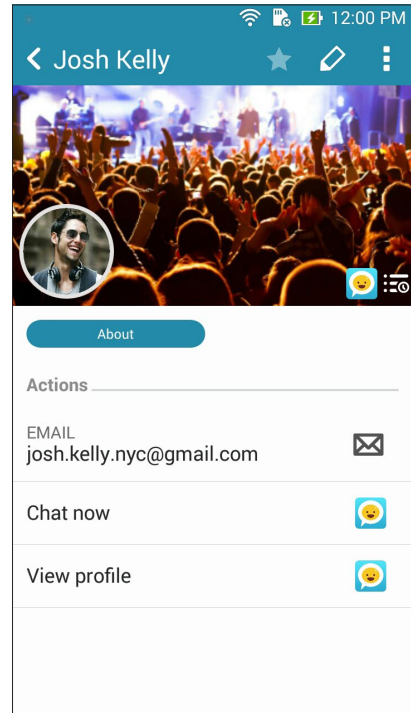 12:00 PM
Josh Kelly
About
Actions
EMAIL
josh.kelly.nyc@gmail.com
Chat now
View profile